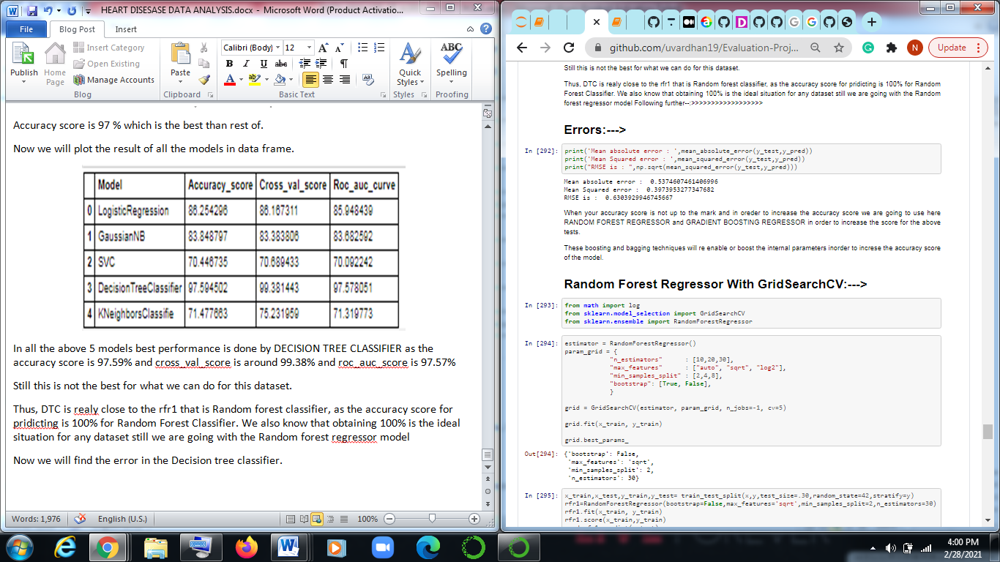 HEART DISESASE DATA ANALYSIS.docx - Microsoft Word (Product Activatio...
File Blog Post Insert
Publish
Home Page
Insert Category
Open Existing
Manage Accounts
Blog
Paste
Clipboard
Calibri (Body) 12
B I U abc
Basic Text
Quick Styles
Styles
ABC
Spelling
Proofing
Accuracy score is 97 % which is the best than rest of.
Now we will plot the result of all the models in data frame.
Model Accuracy_score Cross_val_score Roc_auc_curve
0 LogisticRegression 86.254296 86.167311 85.948439
1 GaussianNB 83.848797 83.383806 83.682592
2 SVC 70.446735 70.689433 70.092242
3 DecisionTreeClassifier 97.594502 99.381443 97.578051
4 KNeighborsClassifie 71.477663 75.231959 71.319773
In all the above 5 models best performance is done by DECISION TREE CLASSIFIER as the
accuracy score is 97.59% and cross_val_score is around 99.38% and roc_auc_score is 97.57%
Still this is not the best for what we can do for this dataset.
Thus, DTC is realy close to the rfr1 that is Random forest classifier, as the accuracy score for
pridicting is 100% for Random Forest Classifier. We also know that obtaining 100% is the ideal
situation for any dataset still we are going with the Random forest regressor model
Now we will find the error in the Decision tree classifier.
Words: 1,976 English (U.S.) 100%
github.com/uvardhan19/Evaluation-Proj... N Update
Still this is not the best for what we can do for this dataset.
Thus, DTC is realy close to the rfr1 that is Random forest classifier, as the accuracy score for pridicting is 100% for Random
Forest Classifier. We also know that obtaining 100% is the ideal situation for any dataset still we are going with the Random
forest regressor model Following further--:>>>>>>>>>>>>>>>>>>
Errors:--->
In [292]: print('Mean absolute error : ',mean_absolute_error(y_test,y_pred))
print('Mean Squared error : ',mean_squared_error(y_test,y_pred))
print("RMSE is : ",np.sqrt(mean_squared_error(y_test,y_pred)))
Mean absolute error :  0.5374607461406996
Mean Squared error :  0.3973953277347682
RMSE is :  0.6303929946745667
When your accuracy score is not up to the mark and in oreder to increase the accuracy score we are going to use here
RANDOM FOREST REGRESSOR and GRADIENT BOOSTING REGRESSOR in order to increase the score for the above
tests.
These boosting and bagging techniques will re enable or boost the internal parameters inorder to increse the accuracy score
of the model.
Random Forest Regressor With GridSearchCV:--->
In [293]: from math import log
from sklearn.model_selection import GridSearchCV
from sklearn.ensemble import RandomForestRegressor
In [294]: estimator = RandomForestRegressor()
param_grid = {
"n_estimators" : [10,20,30],
"max_features" : ["auto", "sqrt", "log2"],
"min_samples_split" : [2,4,8],
"bootstrap": [True, False],
}
grid = GridSearchCV(estimator, param_grid, n_jobs=-1, cv=5)
grid.fit(x_train, y_train)
grid.best_params_
Out[294]: {'bootstrap': False,
'max_features': 'sqrt',
'min_samples_split': 2,
'n_estimators': 30}
In [295]: x_train,x_test,y_train,y_test= train_test_split(x,y,test_size=.30,random_state=42,stratify=y)
rfr1=RandomForestRegressor(bootstrap=False,max_features='sqrt',min_samples_split=2,n_estimators=30)
rfr1.fit(x_train, y_train)
rfr1.score(x_train,y_train)
4:00 PM
2/28/2021